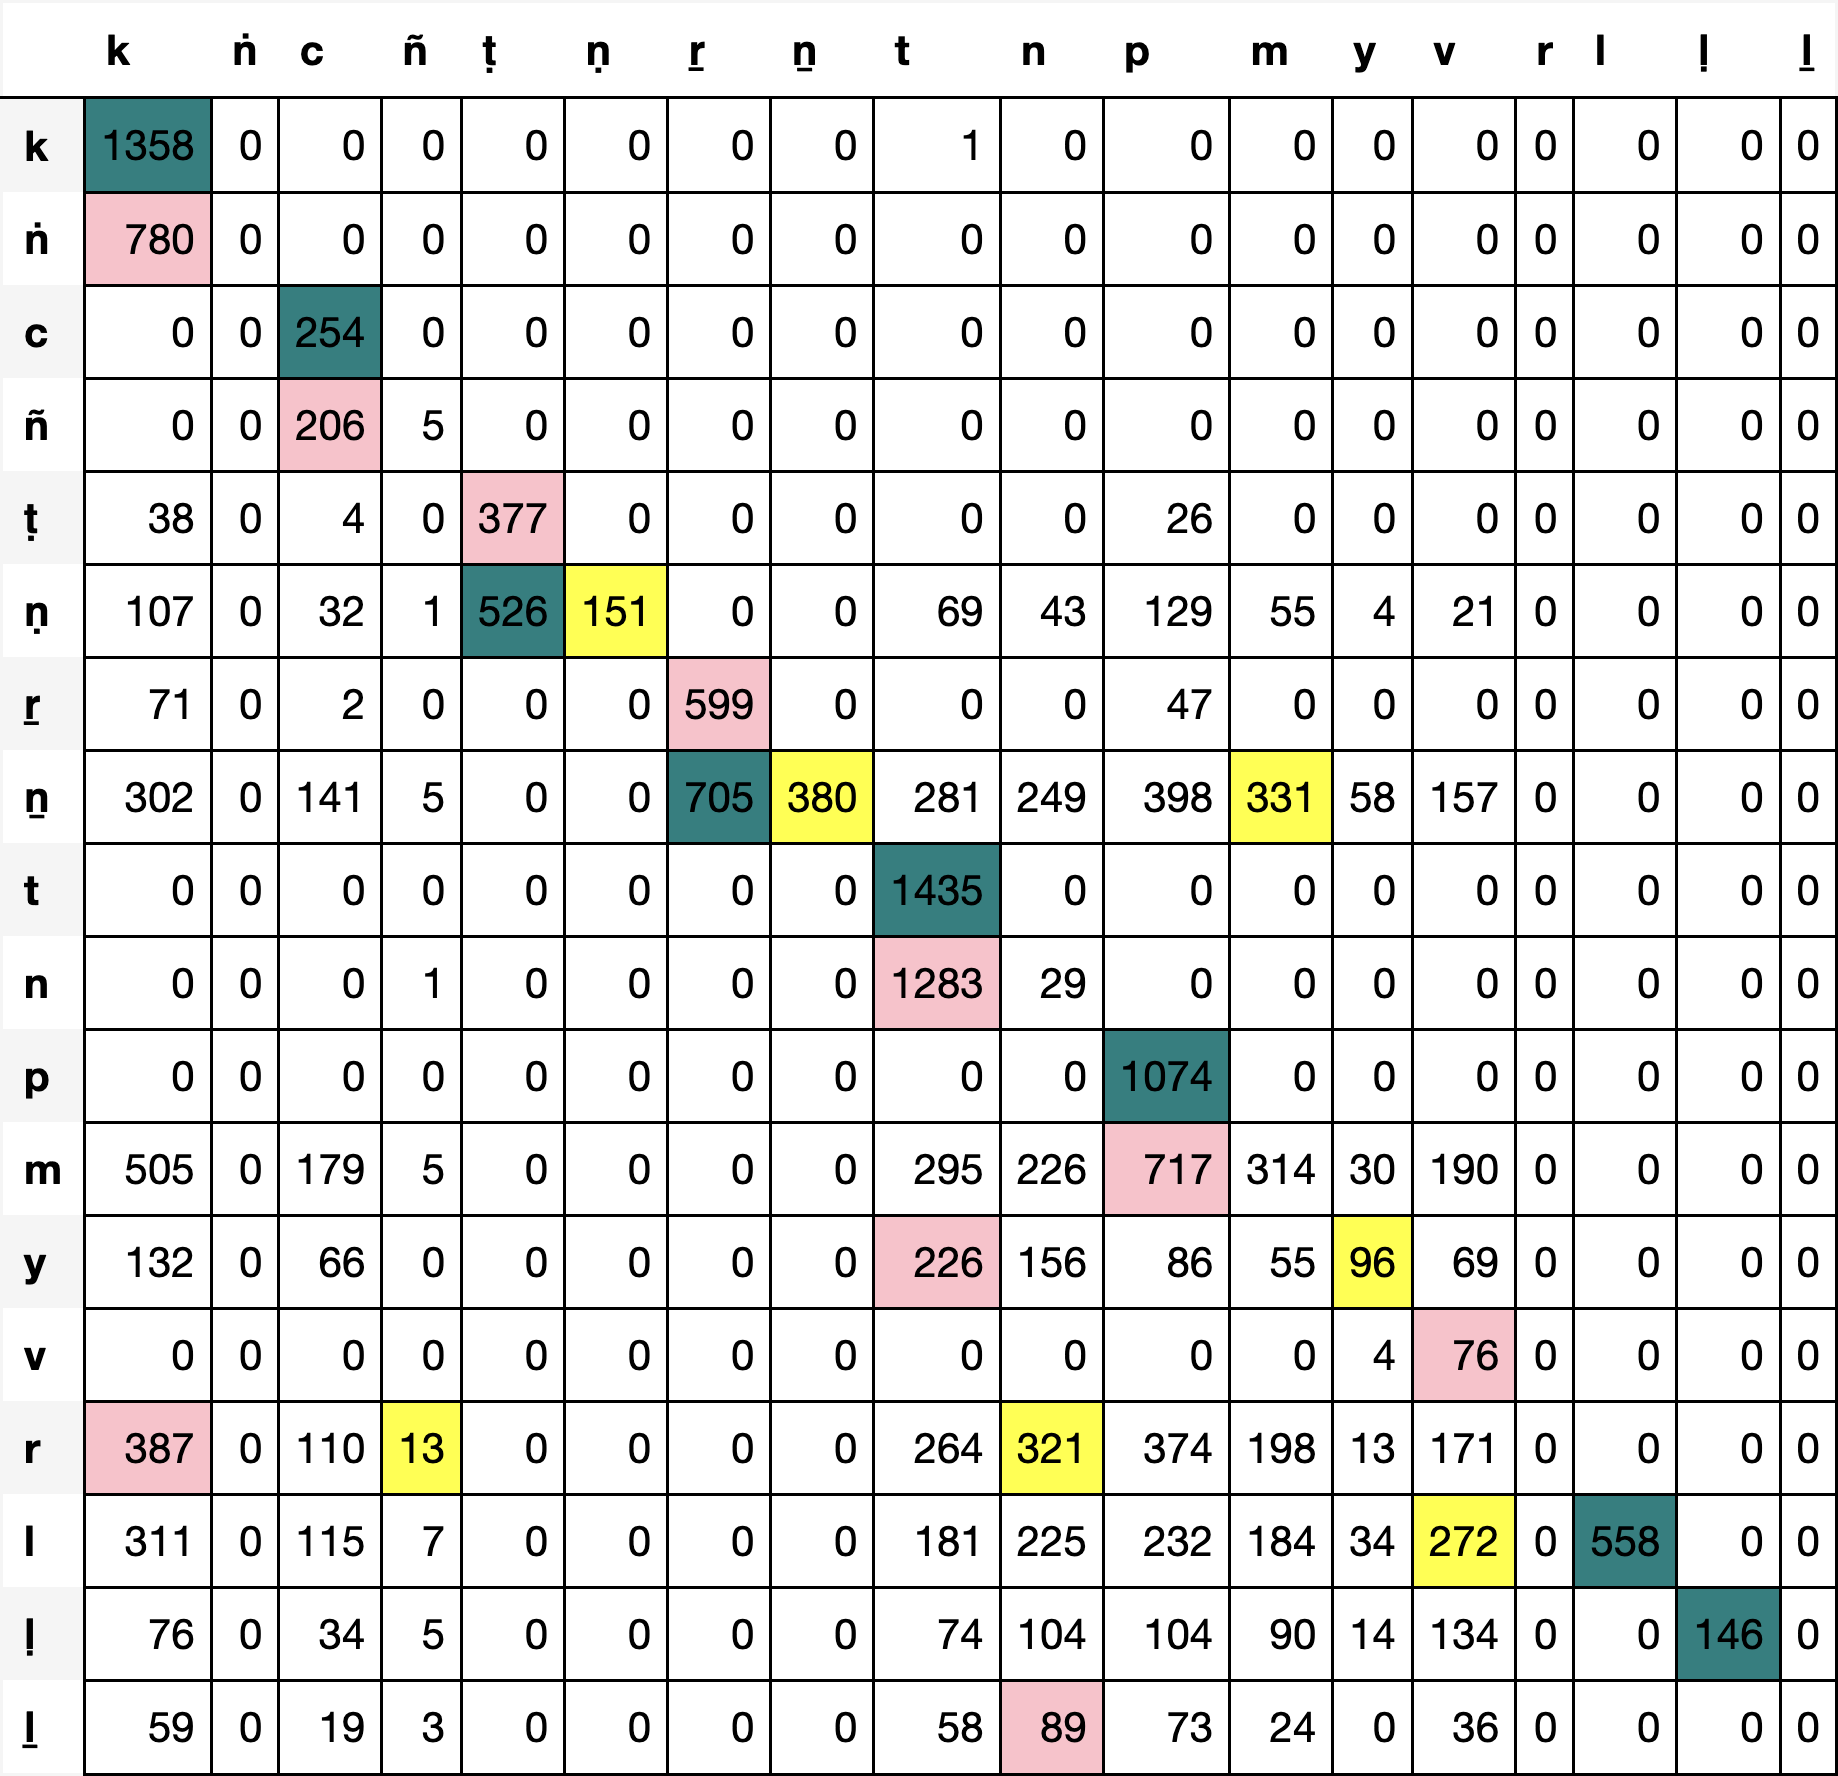 k ṅ c ñ ṭ ṇ ṟ ṉ t n p m y v r l ḷ ḻ
k 1358 0 0 0 0 0 0 0 1 0 0 0 0 0 0 0 0 0
ṅ 780 0 0 0 0 0 0 0 0 0 0 0 0 0 0 0 0 0
c 0 0 254 0 0 0 0 0 0 0 0 0 0 0 0 0 0 0
ñ 0 0 206 5 0 0 0 0 0 0 0 0 0 0 0 0 0 0
ṭ 38 0 4 0 377 0 0 0 0 0 26 0 0 0 0 0 0 0
ṇ 107 0 32 1 526 151 0 0 69 43 129 55 4 21 0 0 0 0
ṟ 71 0 2 0 0 0 599 0 0 0 47 0 0 0 0 0 0 0
ṉ 302 0 141 5 0 0 705 380 281 249 398 331 58 157 0 0 0 0
t 0 0 0 0 0 0 0 0 1435 0 0 0 0 0 0 0 0 0
n 0 0 0 1 0 0 0 0 1283 29 0 0 0 0 0 0 0 0
p 0 0 0 0 0 0 0 0 0 0 1074 0 0 0 0 0 0 0
m 505 0 179 5 0 0 0 0 295 226 717 314 30 190 0 0 0 0
y 132 0 66 0 0 0 0 0 226 156 86 55 96 69 0 0 0 0
v 0 0 0 0 0 0 0 0 0 0 0 0 4 76 0 0 0 0
r 387 0 110 13 0 0 0 0 264 321 374 198 13 171 0 0 0 0
l 311 0 115 7 0 0 0 0 181 225 232 184 34 272 0 558 0 0
ḷ 76 0 34 5 0 0 0 0 74 104 104 90 14 134 0 0 146 0
ḻ 59 0 19 3 0 0 0 0 58 89 73 24 0 36 0 0 0 0